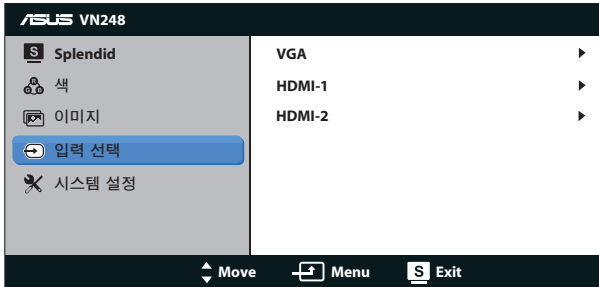 ASUS VN248
S Splendid
색
이미지
입력 선택
시스템 설정
VGA
HDMI-1
HDMI-2
Move Menu S Exit